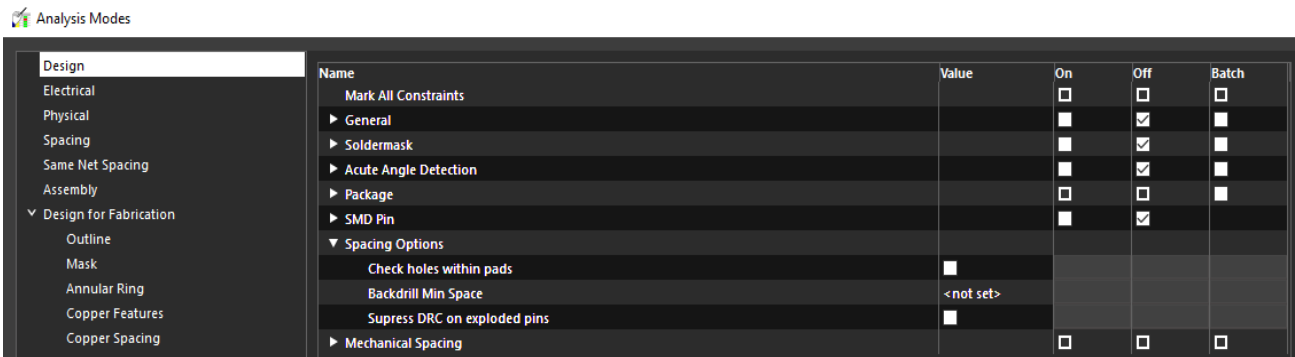 Analysis Modes
Design
Electrical
Physical
Spacing
Same Net Spacing
Assembly
Design for Fabrication
Outline
Mask
Annular Ring
Copper Features
Copper Spacing
Name Value On Off Batch
Mark All Constraints
General
Soldermask
Acute Angle Detection
Package
SMD Pin
Spacing Options
Check holes within pads
Backdrill Min Space <not set>
Supress DRC on exploded pins
Mechanical Spacing